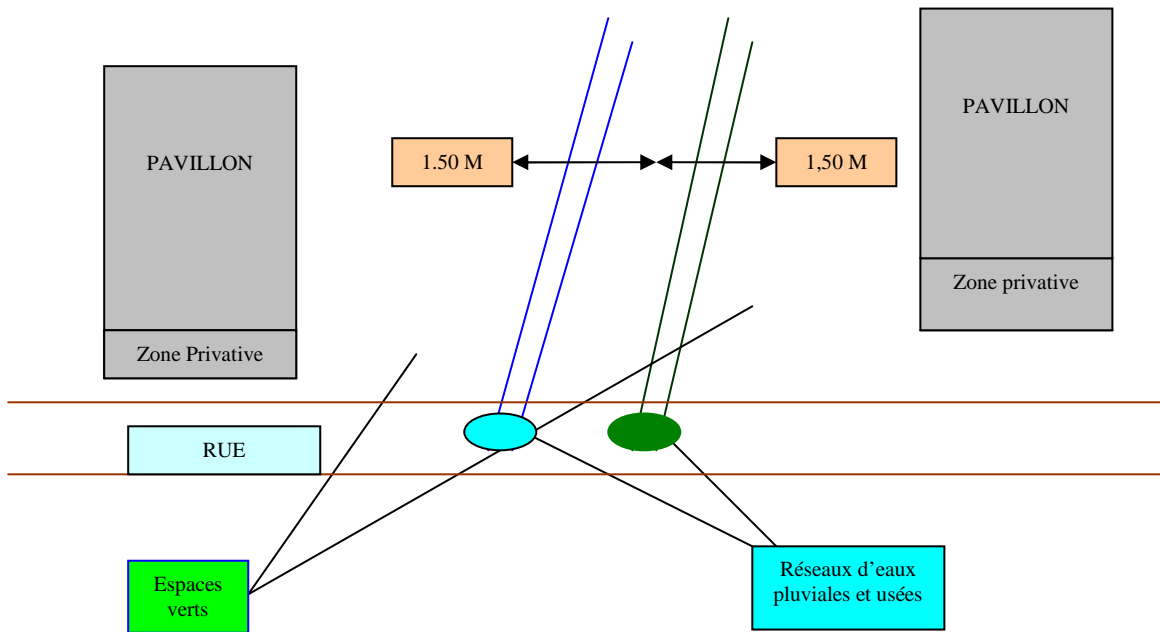 PAVILLON
PAVILLON
1.50 M
1,50 M
Zone privative
Zone Privative
RUE
Espaces
verts
Réseaux d'eaux
pluviales et usées